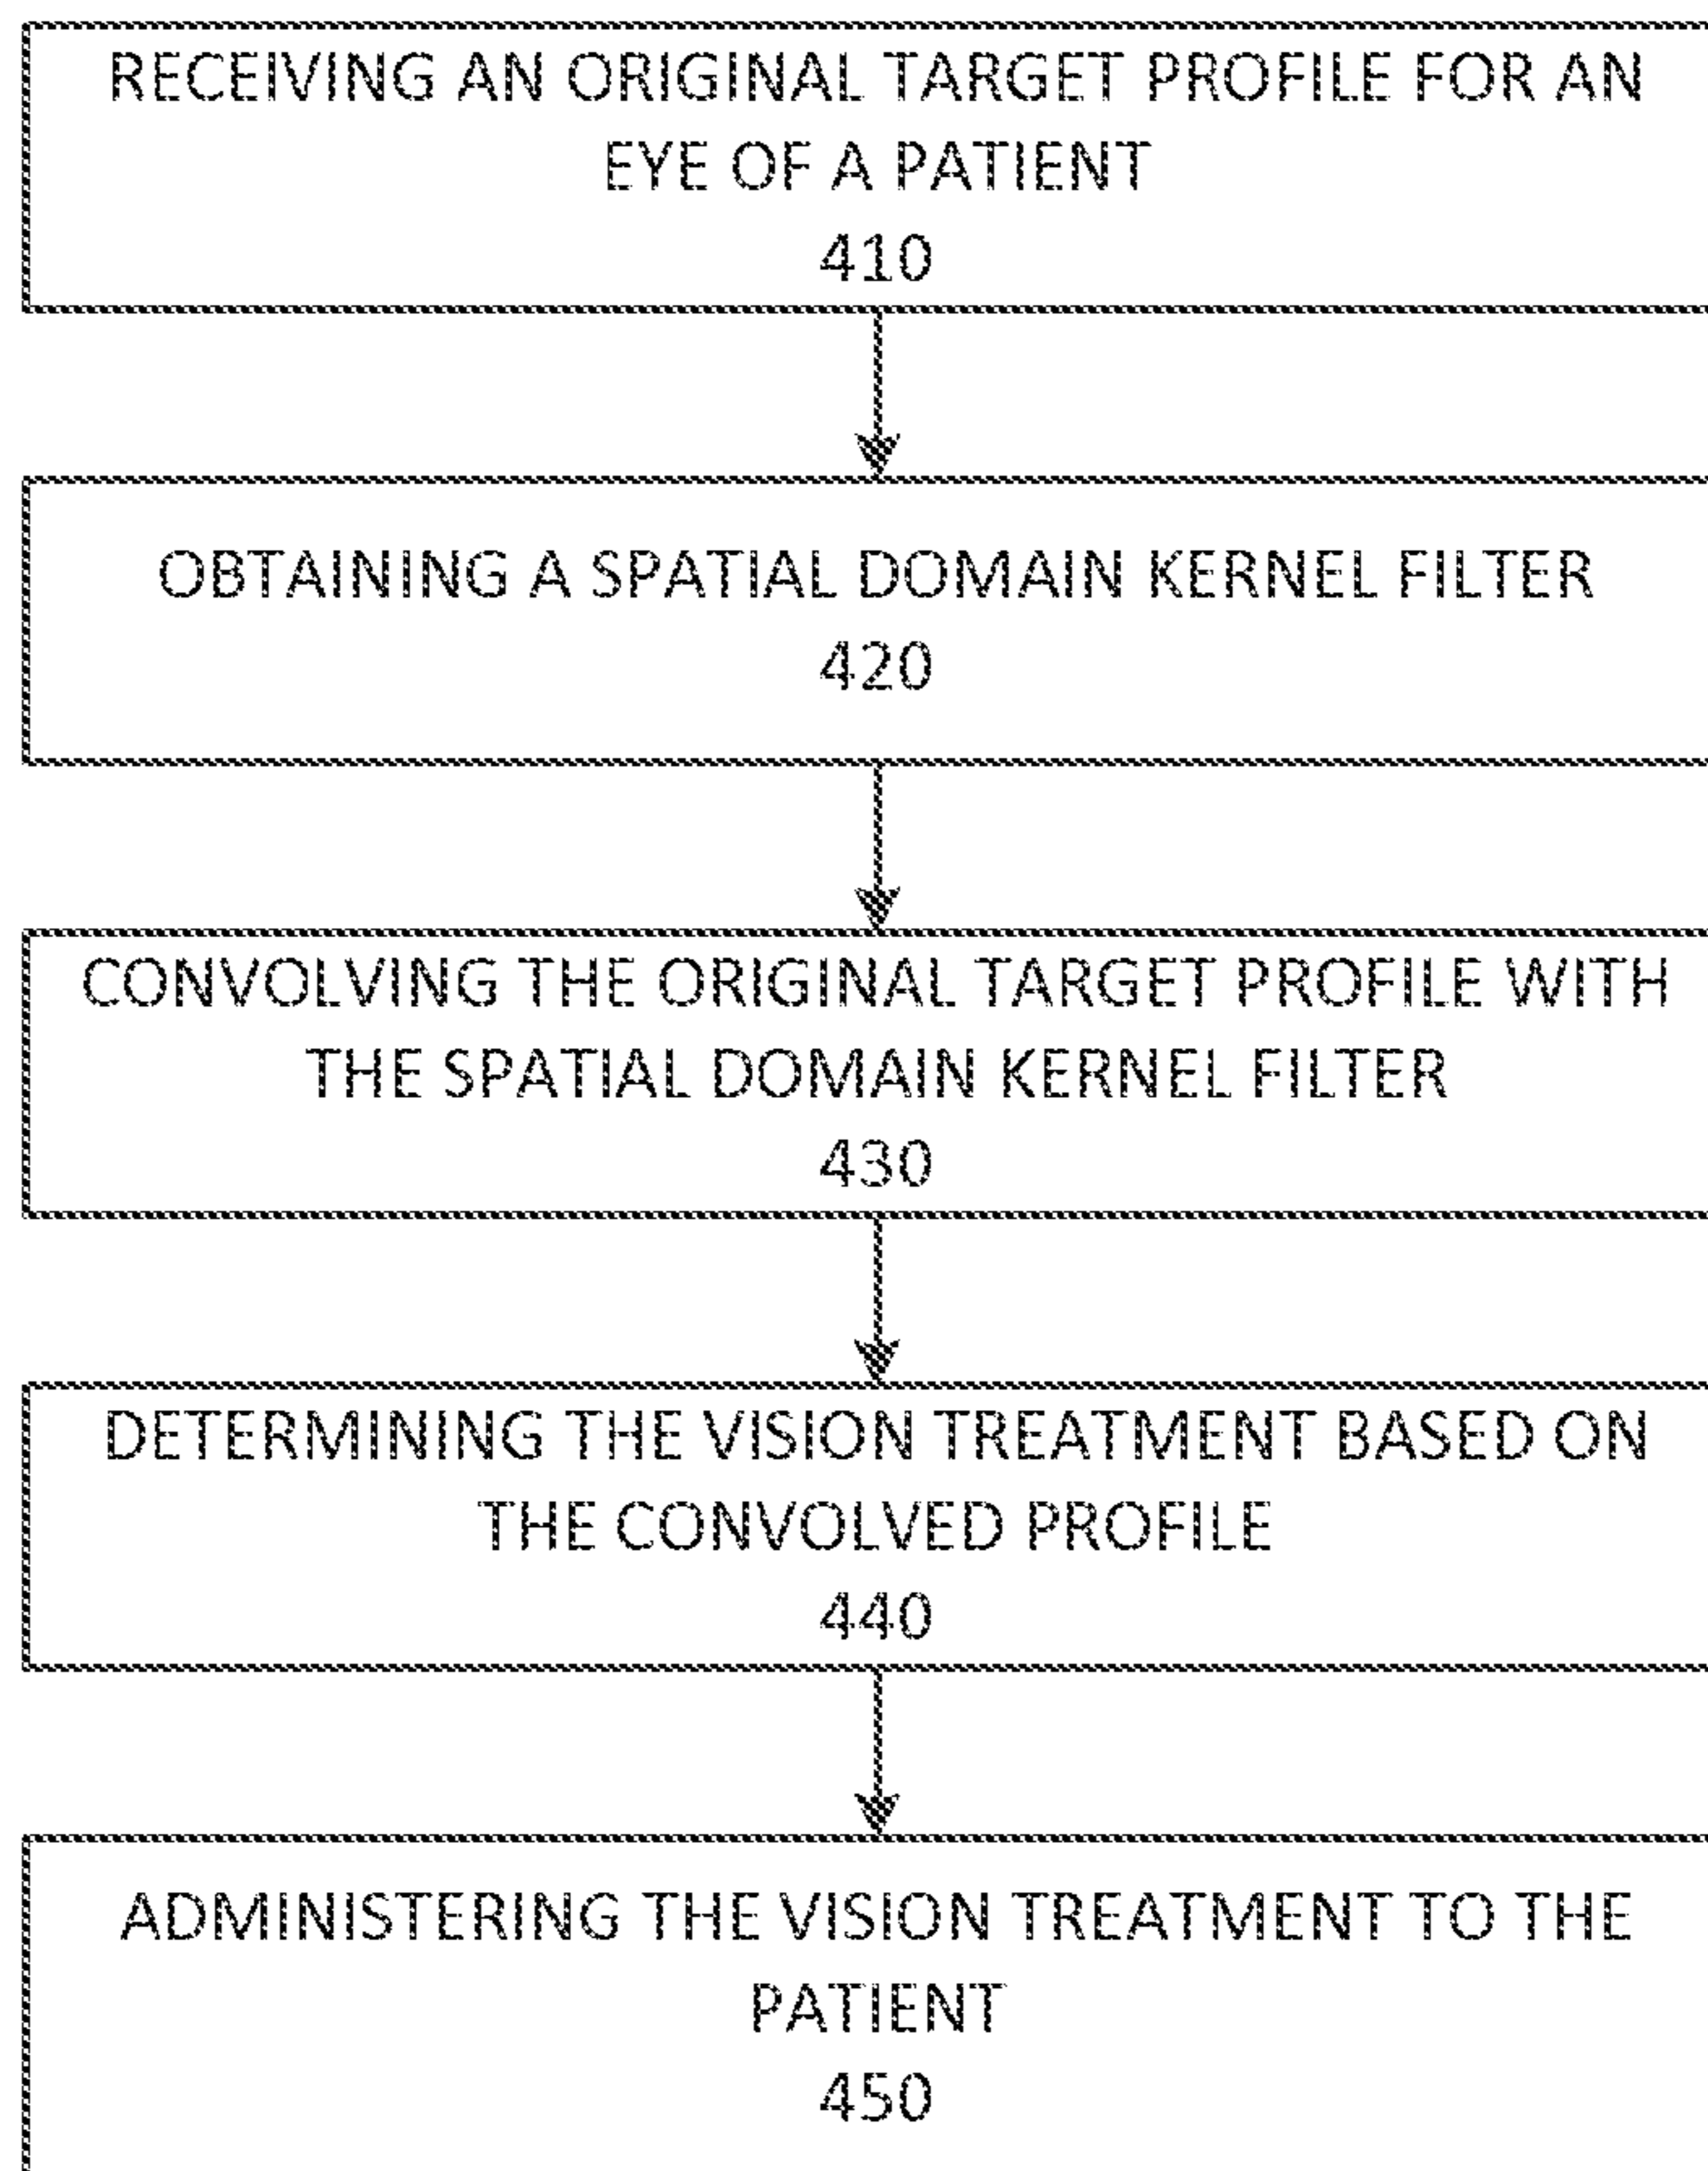 RECEIVING AN ORIGINAL TARGET PROFILE FOR AN
EYE OF A PATIENT
410
OBTAINING A SPATIAL DOMAIN KERNEL FILTER
420
CONVOLVING THE ORIGINAL TARGET PROFILE WITH
THE SPATIAL DOMAIN KERNEL FILTER
430
DETERMINING THE VISION TREATMENT BASED ON
THE CONVOLVED PROFILE
440
ADMINISTERING THE VISION TREATMENT TO THE
PATIENT
450